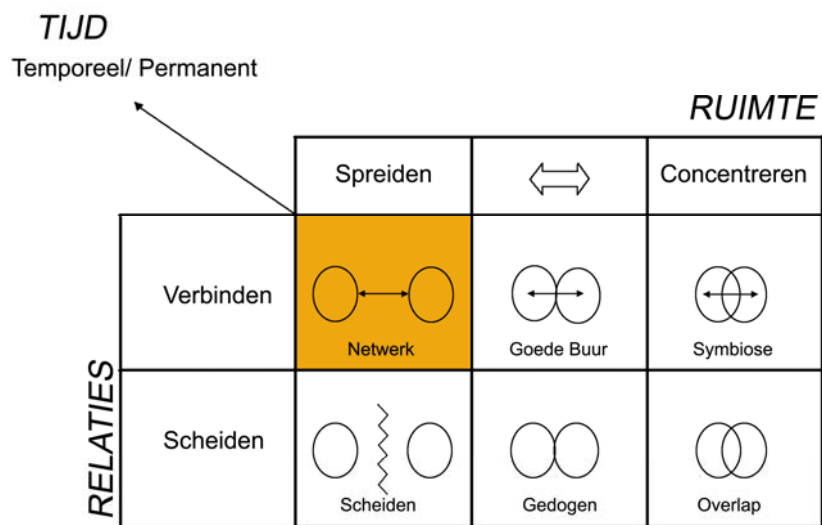 TIJD
Temporeel/ Permanent
RUIMTE
Spreiden
Concentreren
Verbinden
Netwerk
Goede Buur
Symbiose
RELATIES
Scheiden
Scheiden
Gedogen
Overlap